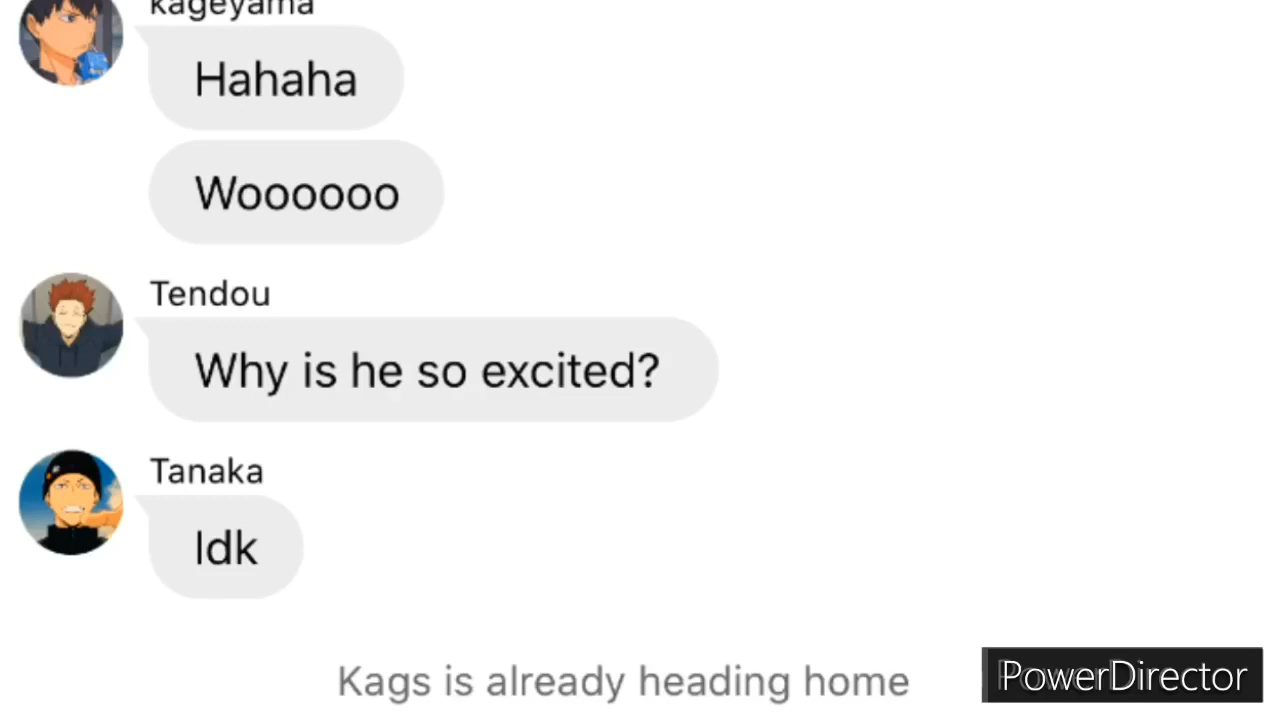 kageyama
Hahaha
Woooooo
Tendou
Why is he so excited?
Tanaka
Idk
Kags is already heading home
PowerDirector